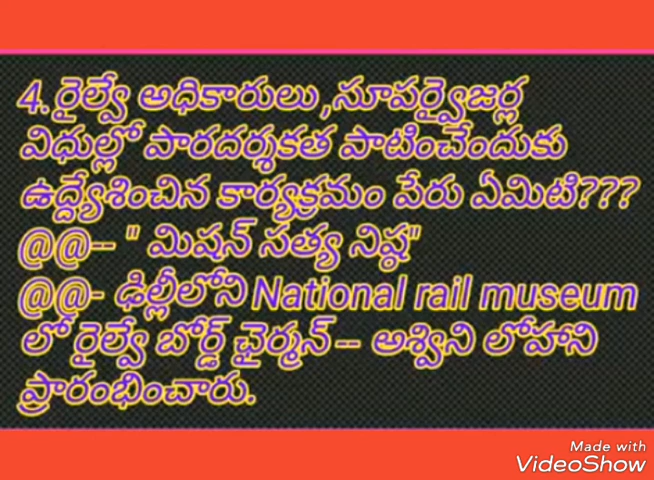 4.రైల్వే అధికారులు,సూపర్వైజర్ల
విధుల్లో పారదర్శకత పాటించేందుకు
ఉద్ద్యేశించిన కార్యక్రమం పేరు ఏమిటి???
@@-- " మిషన్ సత్య నిష్ఠ"
@@- ఢిల్లీలోని National rail museum
లో రైల్వే బోర్డ్ ఛైర్మన్ -- అశ్విని లోహాని
ప్రారంభించారు.
Made with
VideoShow